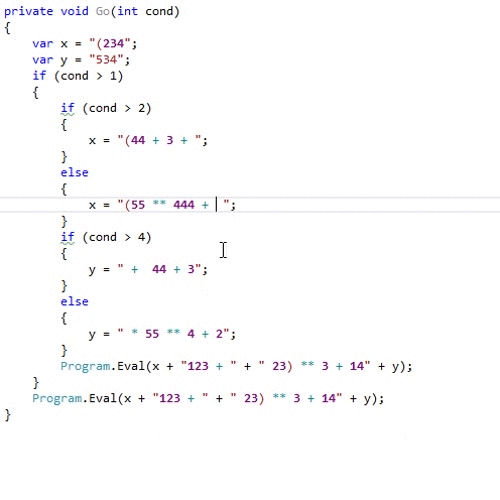 private void Go(int cond)
{
var x = "(234";
var y = "534";
if (cond > 1)
{
if (cond > 2)
{
x = "(44 + 3 + ";
}
else
{
x = "(55 ** 444 + ";
}
if (cond > 4)
{
y = " +  44 + 3";
}
else
{
y = " * 55 ** 4 + 2";
}
Program.Eval(x + "123 + " + " 23) ** 3 + 14" + y);
}
Program.Eval(x + "123 + " + " 23) ** 3 + 14" + y);
}